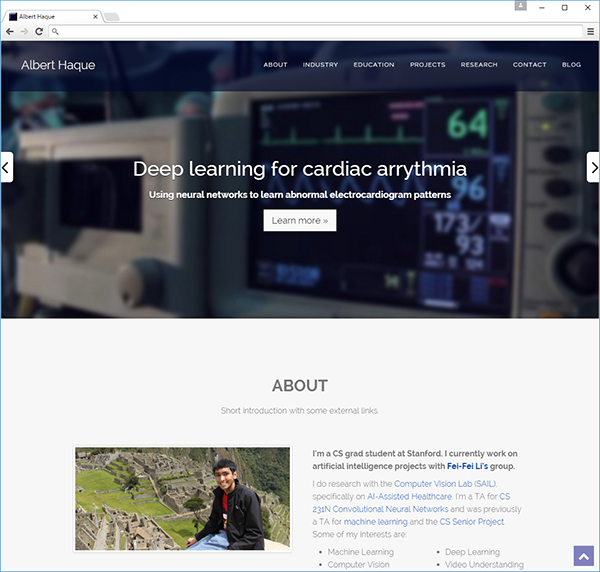 Albert Haque
Albert Haque
ABOUT INDUSTRY EDUCATION PROJECTS RESEARCH CONTACT BLOG
64
96
173/
93
Deep learning for cardiac arrythmia
Using neural networks to learn abnormal electrocardiogram patterns
Learn more »
ABOUT
Short introduction with some external links.
I'm a CS grad student at Stanford. I currently work on
artificial intelligence projects with Fei-Fei Li's group.
I do research with the Computer Vision Lab (SAIL),
specifically on AI-Assisted Healthcare. I'm a TA for CS
231N Convolutional Neural Networks and was previously
a TA for machine learning and the CS Senior Project.
Some of my interests are:
• Machine Learning
• Computer Vision
• Deep Learning
• Video Understanding